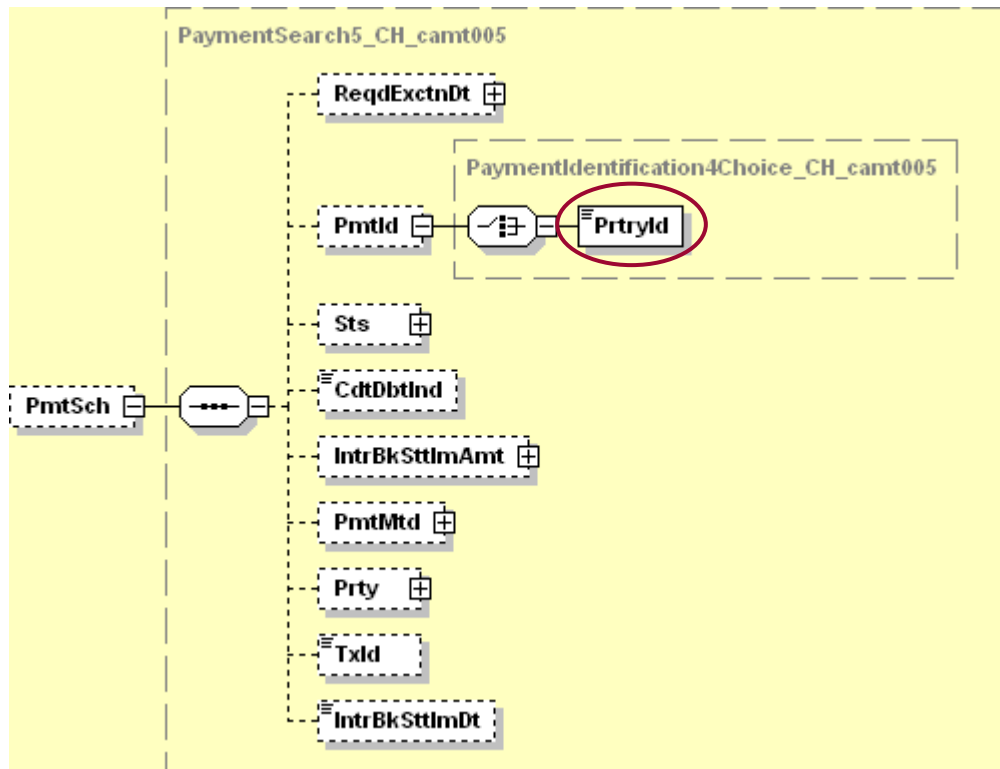 PaymentSearch5_CH_camt005
ReqdExctnDt
PaymentIdentification4Choice_CH_camt005
PmtId
PrtryId
Sts
CdtDbtInd
PmtSch
IntrBkSttlmAmt
PmtMtd
Prty
TxId
IntrBkSttlmDt